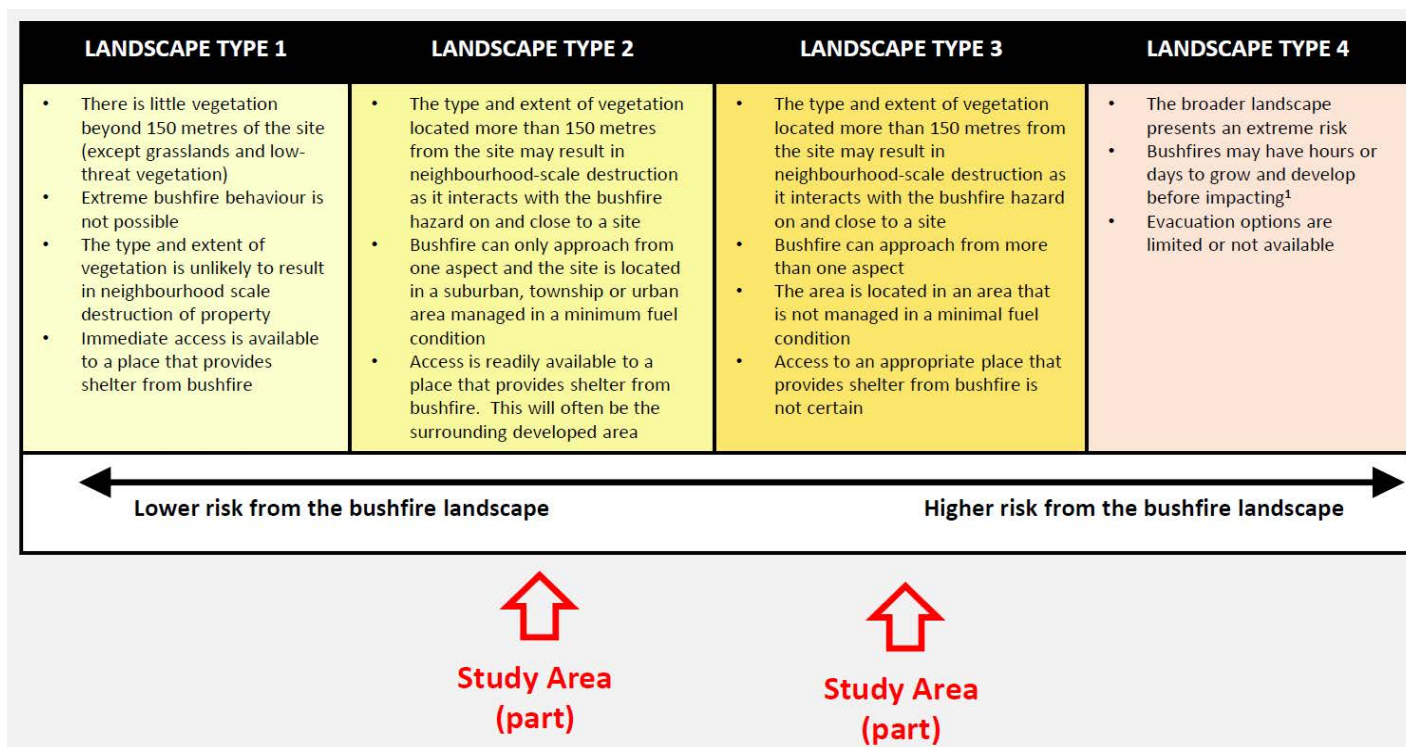 LANDSCAPE TYPE 1
• There is little vegetation
beyond 150 metres of the site
(except grasslands and low-
threat vegetation)
• Extreme bushfire behaviour is
not possible
• The type and extent of
vegetation is unlikely to result
in neighbourhood scale
destruction of property
• Immediate access is available
to a place that provides
shelter from bushfire
LANDSCAPE TYPE 2
• The type and extent of vegetation
located more than 150 metres
from the site may result in
neighbourhood-scale destruction
as it interacts with the bushfire
hazard on and close to a site
• Bushfire can only approach from
one aspect and the site is located
in a suburban, township or urban
area managed in a minimum fuel
condition
• Access is readily available to a
place that provides shelter from
bushfire. This will often be the
surrounding developed area
LANDSCAPE TYPE 3
• The type and extent of vegetation
located more than 150 metres from
the site may result in
neighbourhood-scale destruction as
it interacts with the bushfire hazard
on and close to a site
• Bushfire can approach from more
than one aspect
• The area is located in an area that
is not managed in a minimal fuel
condition
• Access to an appropriate place that
provides shelter from bushfire is
not certain
LANDSCAPE TYPE 4
• The broader landscape
presents an extreme risk
• Bushfires may have hours or
days to grow and develop
before impacting¹
• Evacuation options are
limited or not available
Lower risk from the bushfire landscape
Higher risk from the bushfire landscape
Study Area
(part)
Study Area
(part)